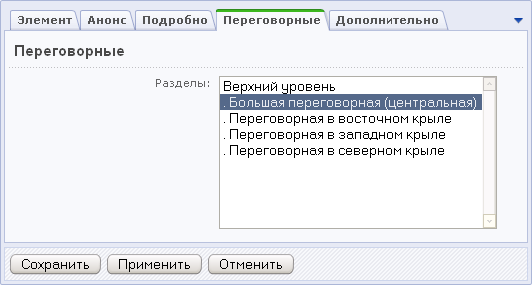 Элемент Анонс Подробно Переговорные Дополнительно
Переговорные
Разделы:
Верхний уровень
. Большая переговорная (центральная)
. Переговорная в восточном крыле
. Переговорная в западном крыле
. Переговорная в северном крыле
Сохранить Применить Отменить